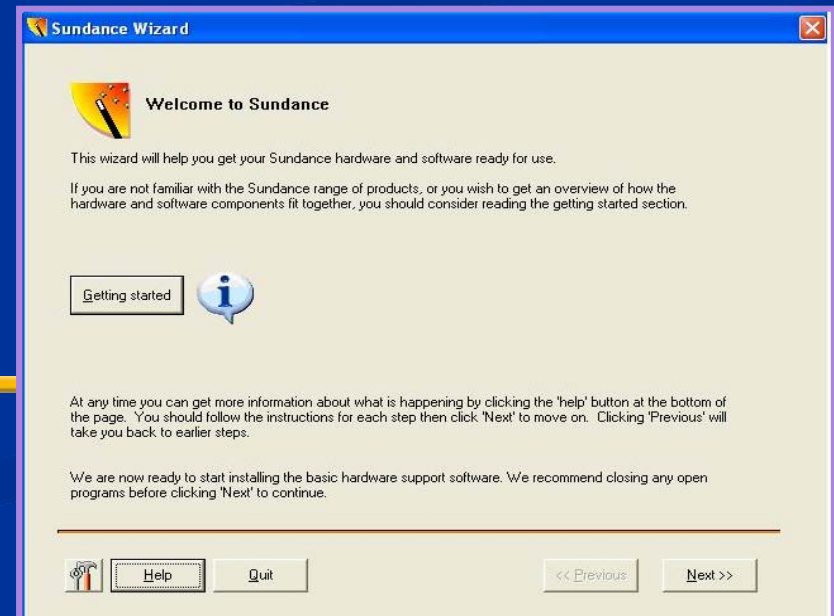 Sundance Wizard
Welcome to Sundance
This wizard will help you get your Sundance hardware and software ready for use.
If you are not familiar with the Sundance range of products, or you wish to get an overview of how the
hardware and software components fit together, you should consider reading the getting started section.
Getting started
At any time you can get more information about what is happening by clicking the 'help' button at the bottom of
the page. You should follow the instructions for each step then click 'Next' to move on. Clicking 'Previous' will
take you back to earlier steps.
We are now ready to start installing the basic hardware support software. We recommend closing any open
programs before clicking 'Next' to continue.
Help Quit << Previous Next >>